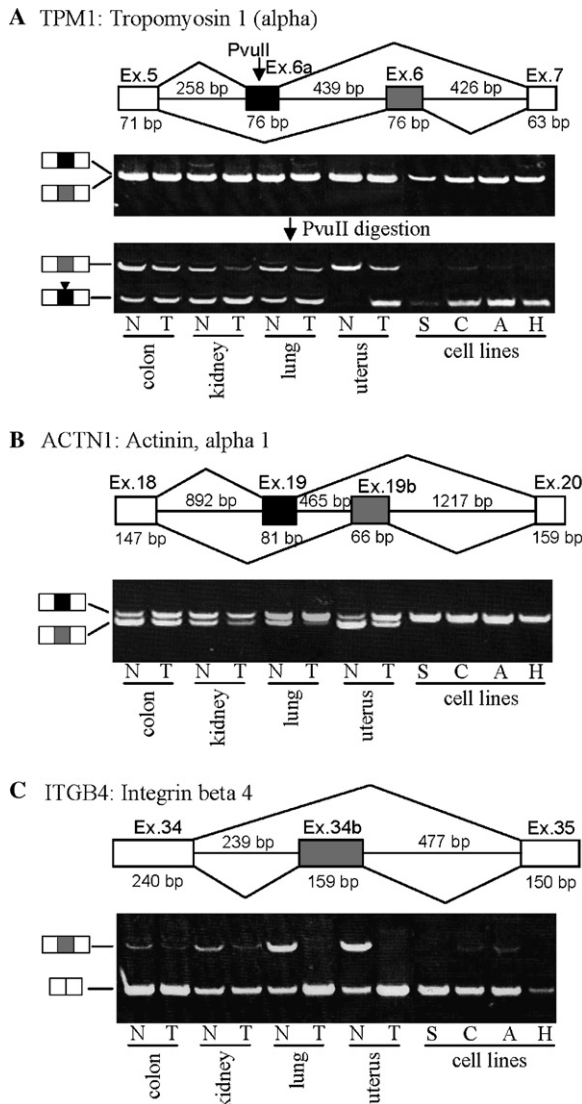 A TPM1: Tropomyosin 1 (alpha)
PvuII
Ex.5 Ex.6a Ex.6 Ex.7
258 bp 439 bp 426 bp
71 bp 76 bp 76 bp 63 bp
PvuII digestion
N T N T N T N T S C A H
colon kidney lung uterus cell lines
B ACTN1: Actinin, alpha 1
Ex.18 Ex.19 Ex.19b Ex.20
892 bp 465 bp 1217 bp
147 bp 81 bp 66 bp 159 bp
N T N T N T N T S C A H
colon kidney lung uterus cell lines
C ITGB4: Integrin beta 4
Ex.34 Ex.34b Ex.35
239 bp 477 bp
240 bp 159 bp 150 bp
N T N T N T N T S C A H
colon kidney lung uterus cell lines